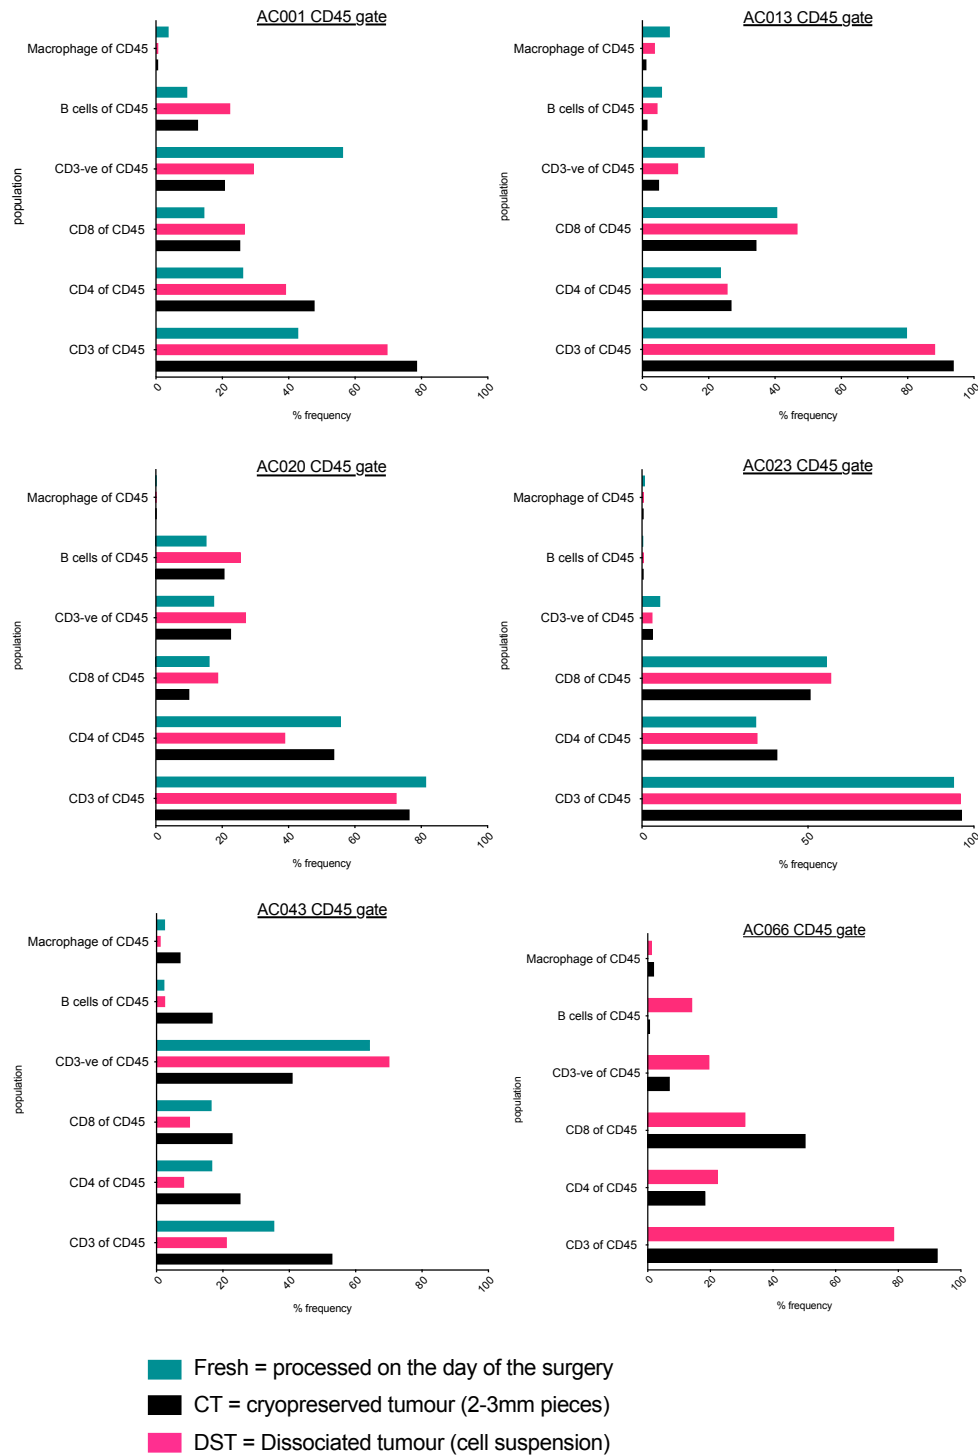 AC001 CD45 gate
Macrophage of CD45
B cells of CD45
CD3-ve of CD45
CD8 of CD45
CD4 of CD45
CD3 of CD45
population
0 20 40 60 80 100
% frequency
AC013 CD45 gate
Macrophage of CD45
B cells of CD45
CD3-ve of CD45
CD8 of CD45
CD4 of CD45
CD3 of CD45
population
0 20 40 60 80 100
% frequency
AC020 CD45 gate
Macrophage of CD45
B cells of CD45
CD3-ve of CD45
CD8 of CD45
CD4 of CD45
CD3 of CD45
population
0 20 40 60 80 100
% frequency
AC023 CD45 gate
Macrophage of CD45
B cells of CD45
CD3-ve of CD45
CD8 of CD45
CD4 of CD45
CD3 of CD45
population
0 50 100
% frequency
AC043 CD45 gate
Macrophage of CD45
B cells of CD45
CD3-ve of CD45
CD8 of CD45
CD4 of CD45
CD3 of CD45
population
0 20 40 60 80 100
% frequency
AC066 CD45 gate
Macrophage of CD45
B cells of CD45
CD3-ve of CD45
CD8 of CD45
CD4 of CD45
CD3 of CD45
population
0 20 40 60 80 100
% frequency
Fresh = processed on the day of the surgery
CT = cryopreserved tumour (2-3mm pieces)
DST = Dissociated tumour (cell suspension)